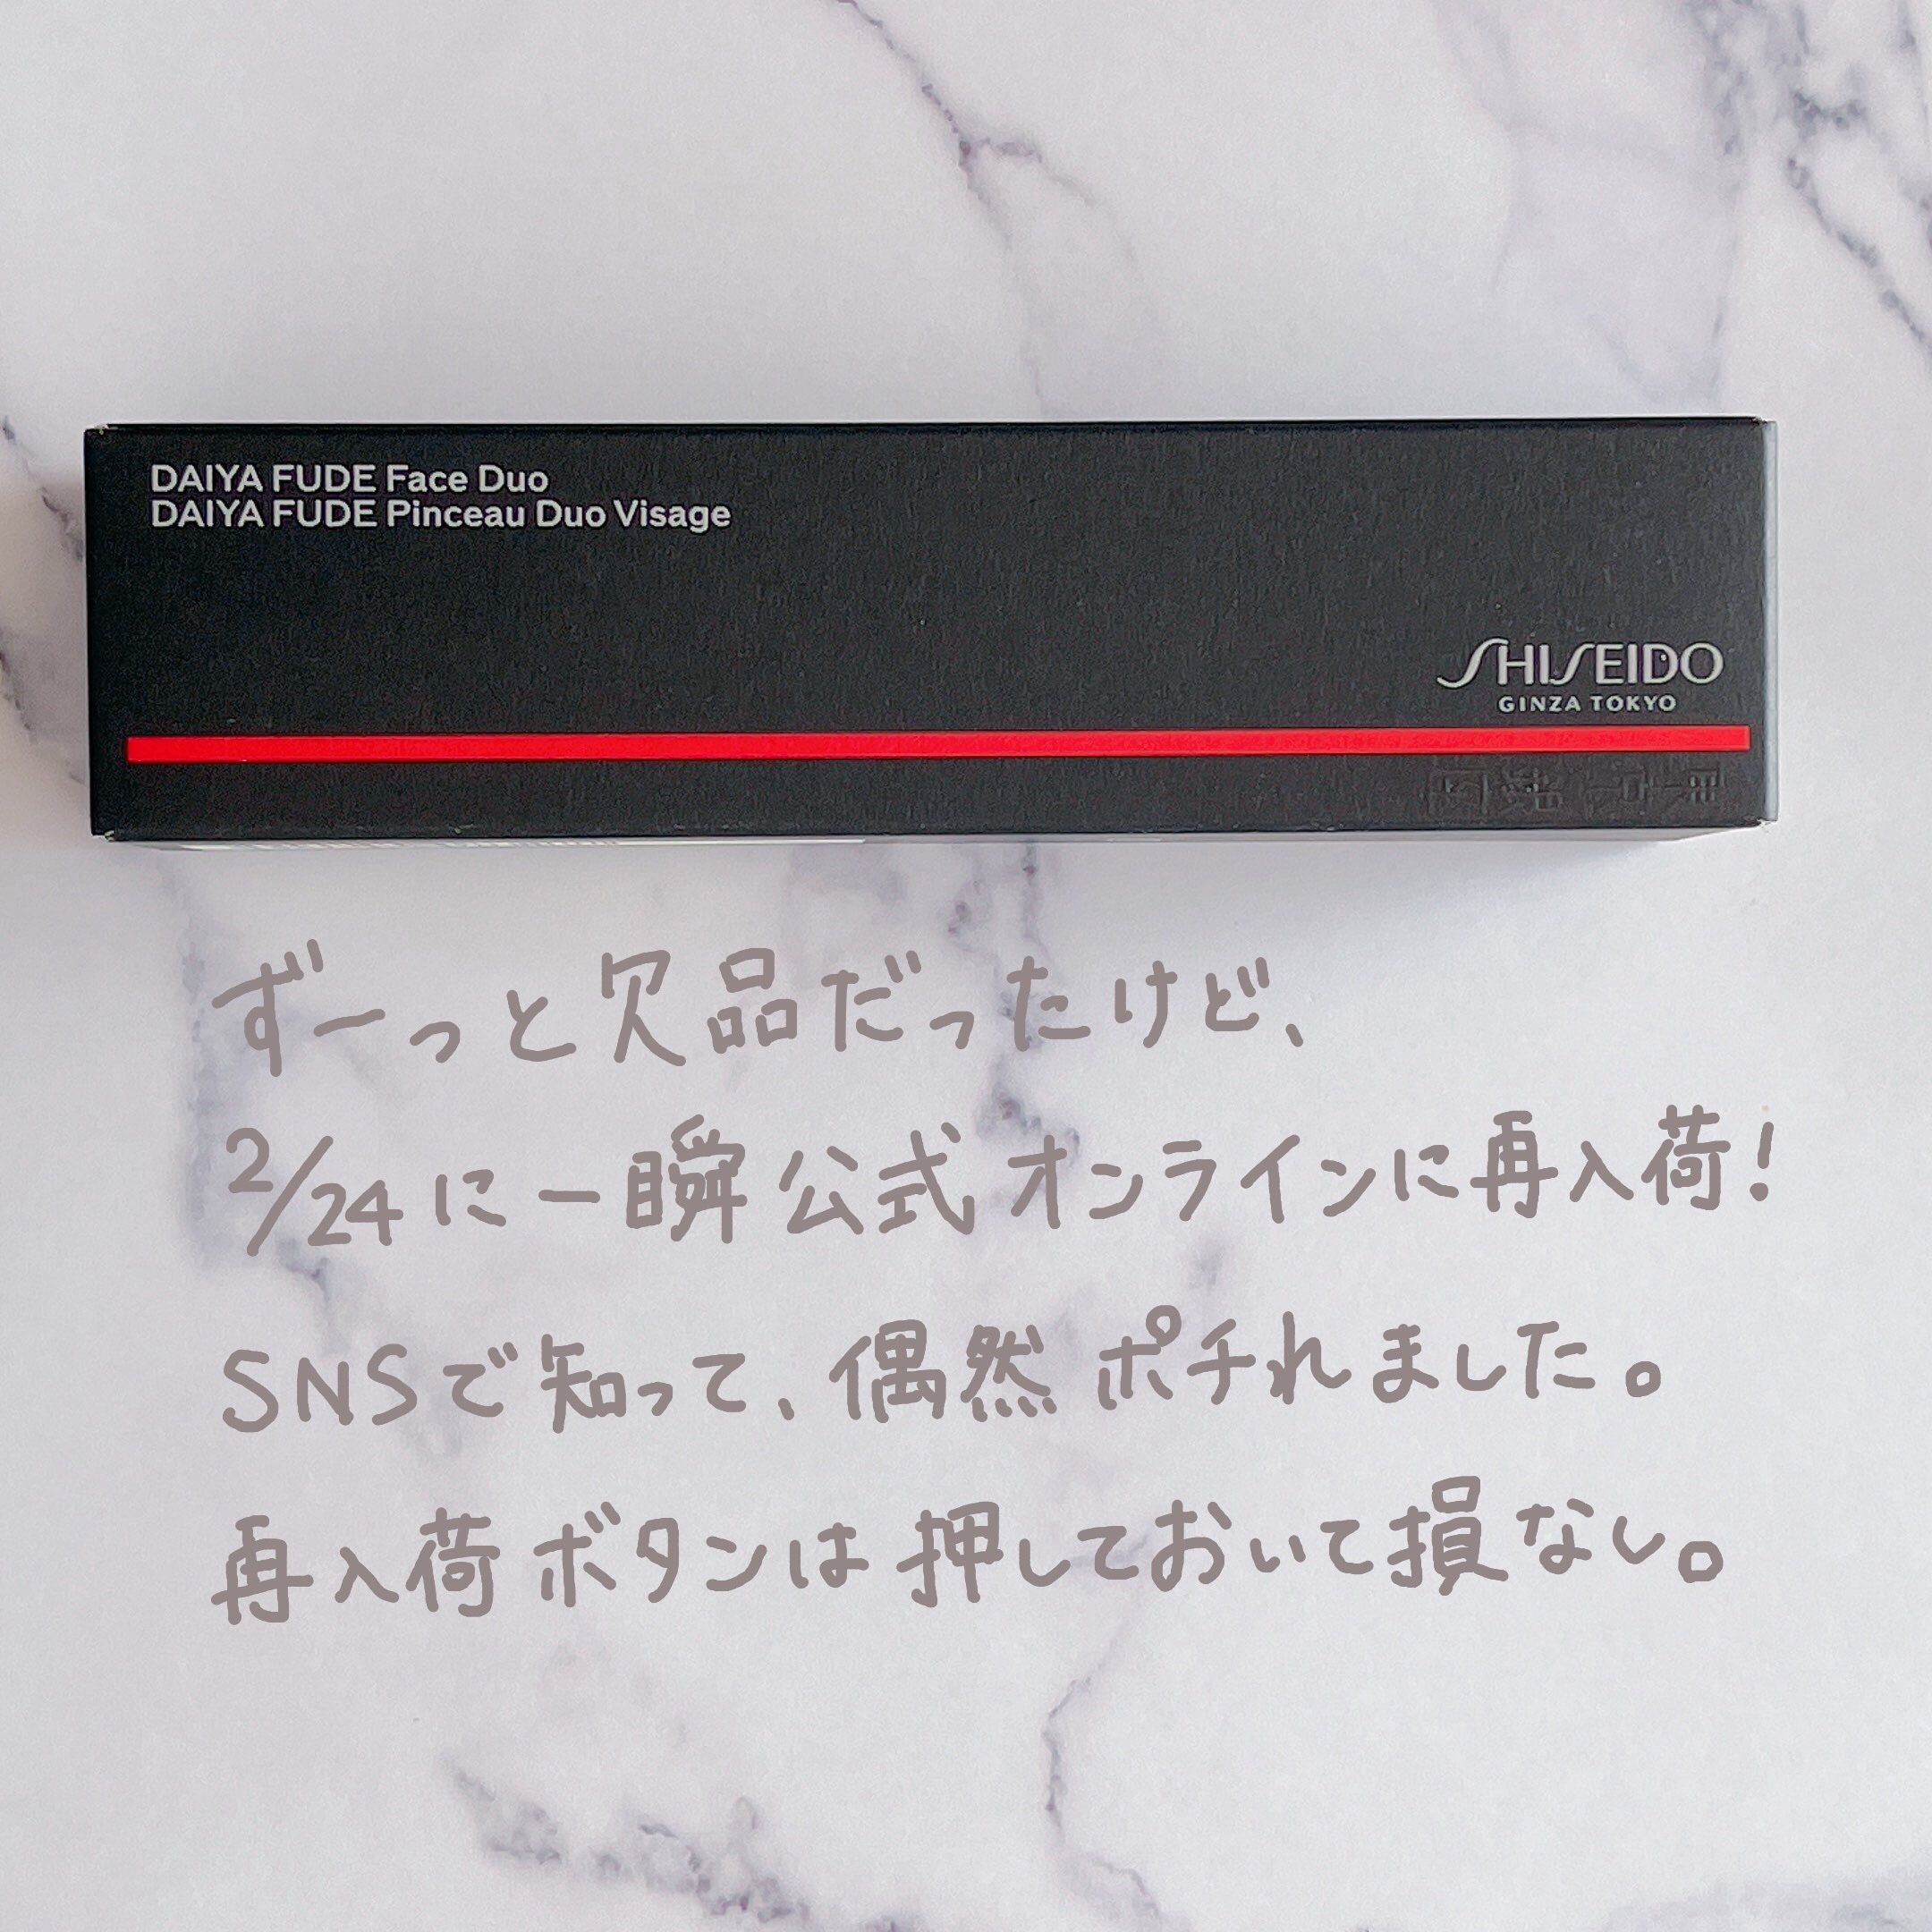 DAIYA FUDE Face Duo
DAIYA FUDE Pinceau Duo Visage
SHISEIDO
GINZA TOKYO
ずーっと欠品だったけど、
2/24に一瞬公式オンラインに再入荷!
SNSで知って、偶然ポチれました。
再入荷ボタンは押しておいて損なし。